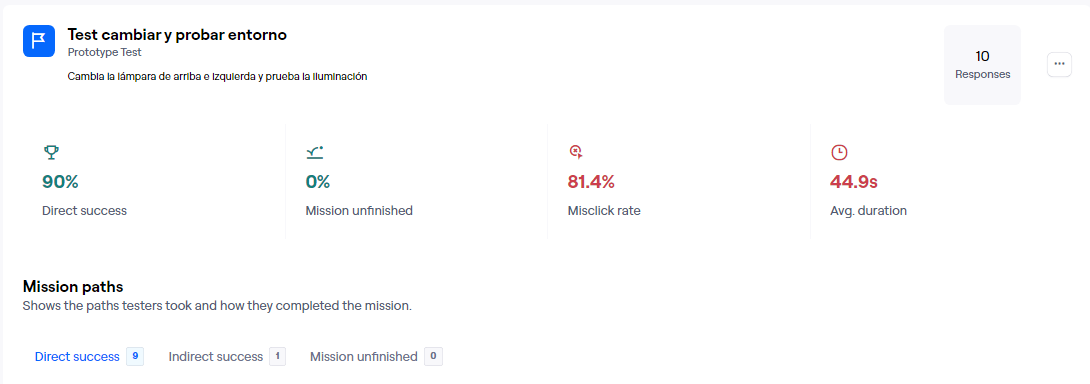 Test cambiar y probar entorno
Prototype Test
Cambia la lámpara de arriba e izquierda y prueba la iluminación
10
Responses
90%
Direct success
0%
Mission unfinished
81.4%
Misclick rate
44.9s
Avg. duration
Mission paths
Shows the paths testers took and how they completed the mission.
Direct success 9 Indirect success 1 Mission unfinished 0